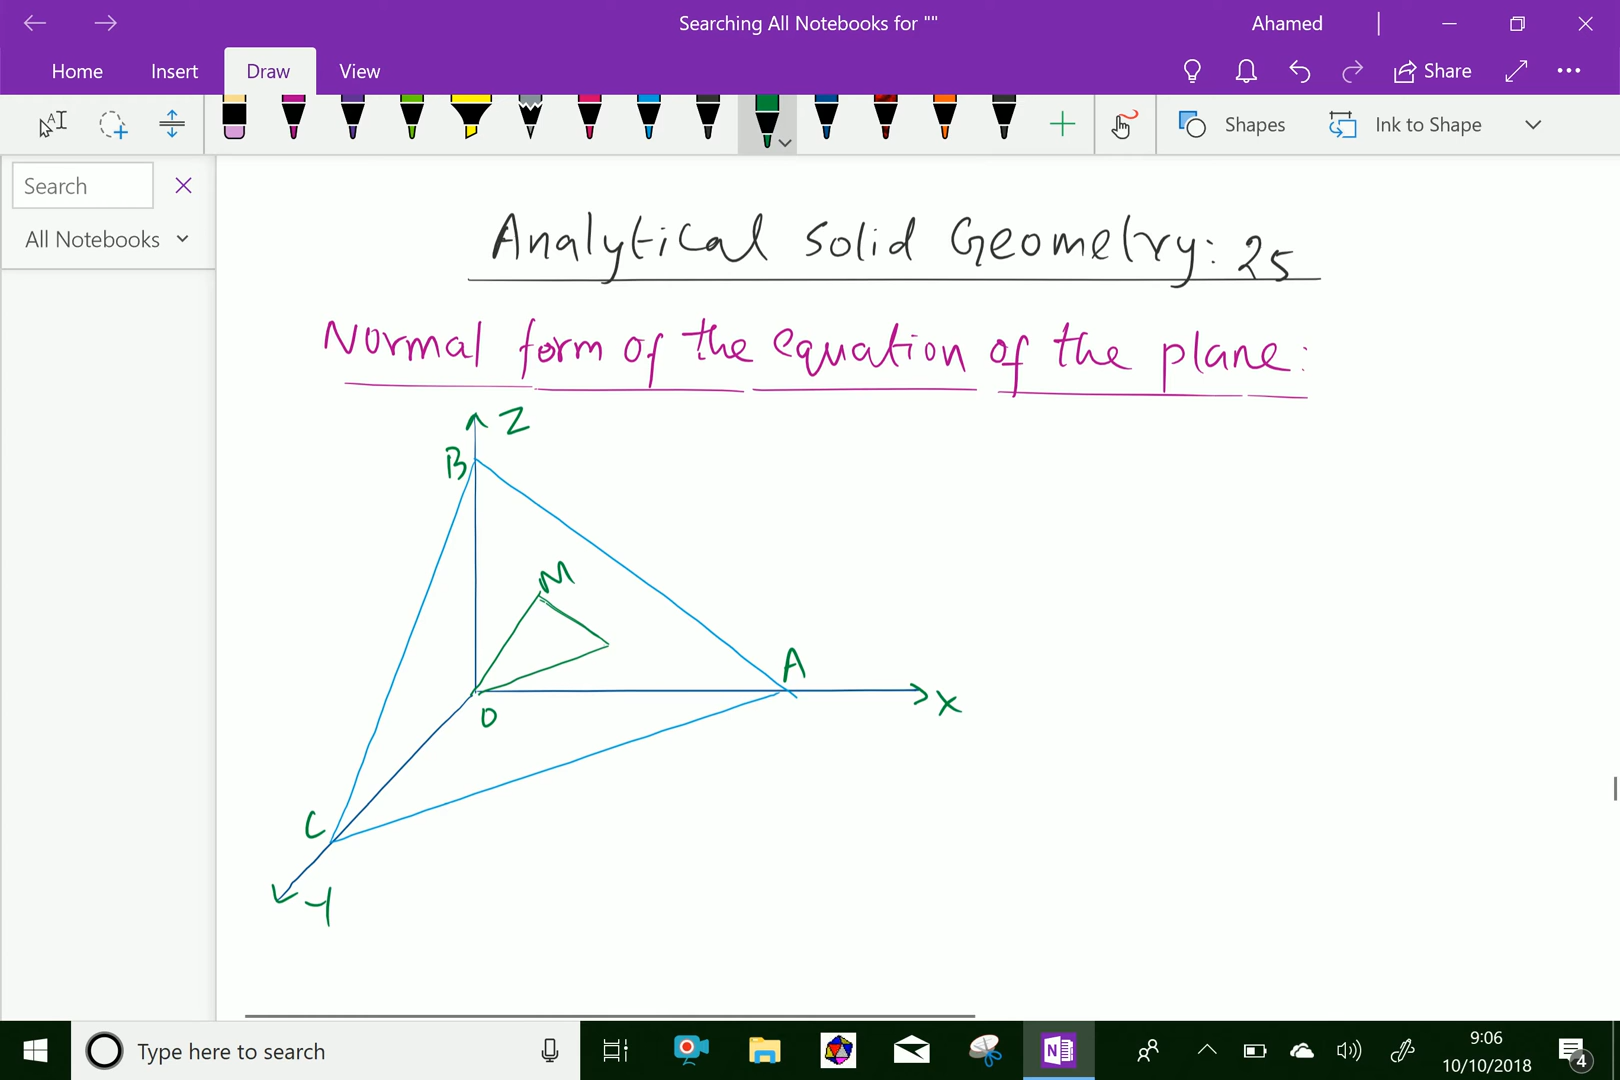 Searching All Notebooks for ""
Ahamed
Home Insert Draw View
Share
Shapes
Ink to Shape
Search
All Notebooks
Analytical Solid Geometry: 25
Normal form of the equation of the plane:
Z
B
M
A
O
X
C
Y
Type here to search
9:06
10/10/2018
4